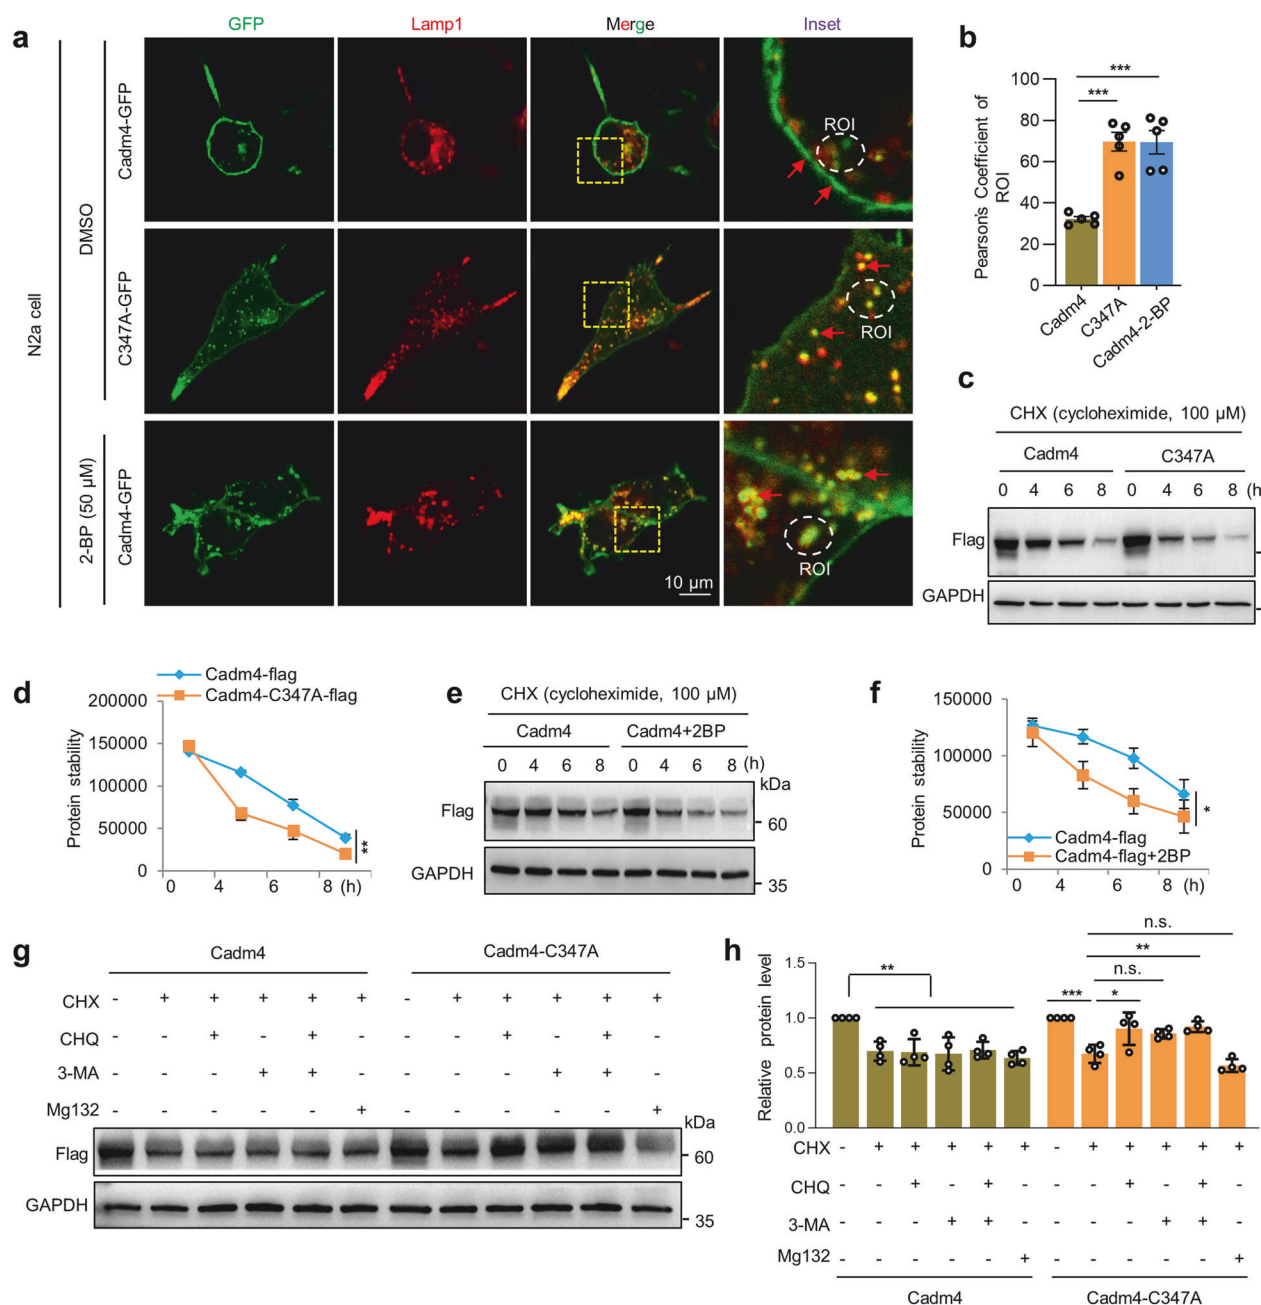 a
GFP
Lamp1
Merge
Inset
N2a cell
DMSO
2-BP (50 µM)
Cadm4-GFP
C347A-GFP
Cadm4-GFP
ROI
ROI
ROI
10 µm
b
Pearson's Coefficient of
ROI
100
80
60
40
20
0
***
***
Cadm4
C347A
Cadm4-2-BP
c
CHX (cycloheximide, 100 µM)
Cadm4 C347A
0 4 6 8 0 4 6 8 (h
Flag
GAPDH
d
Cadm4-flag
Cadm4-C347A-flag
Protein stability
200000
150000
100000
50000
0
0 4 6 8 (h)
**
e
CHX (cycloheximide, 100 µM)
Cadm4 Cadm4+2BP
0 4 6 8 0 4 6 8 (h)
kDa
Flag
60
GAPDH
35
f
Protein stability
150000
100000
50000
0
Cadm4-flag
Cadm4-flag+2BP
0 4 6 8 (h)
*
g
Cadm4 Cadm4-C347A
CHX - + + + + + - + + + + +
CHQ - - + - + - - - + - + -
3-MA - - - + + - - - - + + -
Mg132 - - - - - + - - - - - +
kDa
Flag
60
GAPDH
35
h
Relative protein level
1.5
1.0
0.5
0.0
**
n.s.
**
n.s.
***
*
CHX - + + + + + - + + + + +
CHQ - - + - + - - - + - + -
3-MA - - - + + - - - - + + -
Mg132 - - - - - + - - - - - +
Cadm4 Cadm4-C347A